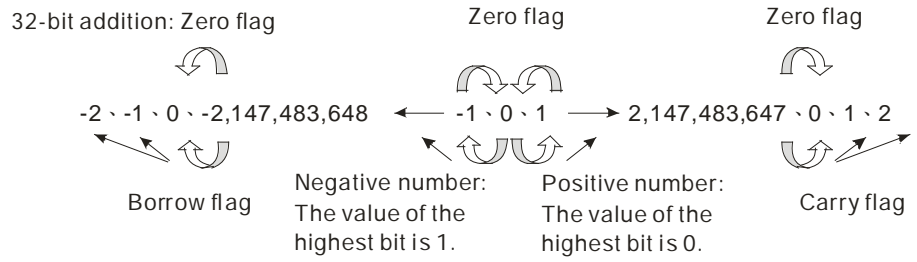 32-bit addition: Zero flag Zero flag Zero flag
-2、-1、0、-2,147,483,648 -1、0、1 2,147,483,647、0、1、2
Borrow flag
Negative number:
The value of the
highest bit is 1.
Positive number:
The value of the
highest bit is 0.
Carry flag